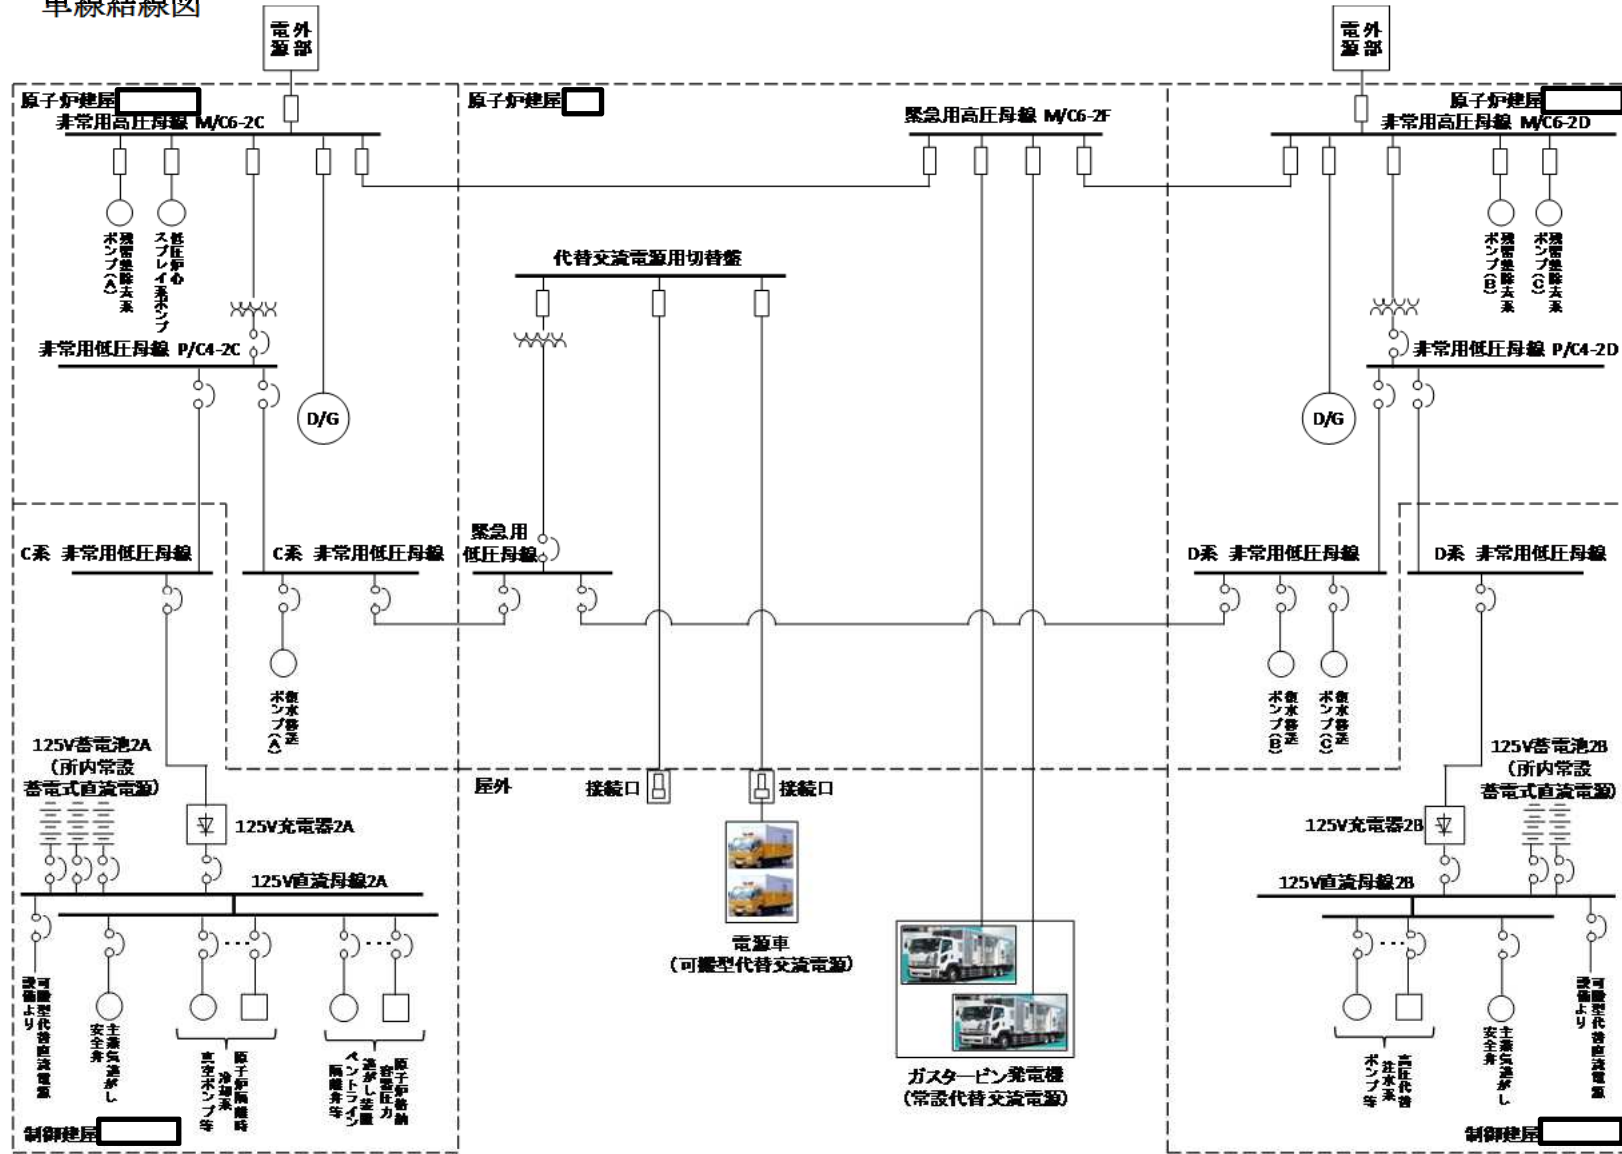 単線結線図
外部
電源
外部
電源
原子炉建屋
原子炉建屋
原子炉建屋
非常用高圧母線 M/C6-2C
緊急用高圧母線 M/C6-2F
非常用高圧母線 M/C6-2D
残留熱除去系
ポンプ(A)
低圧炉心
スプレイ系ポンプ
代替交流電源用切替盤
残留熱除去系
ポンプ(B)
残留熱除去系
ポンプ(C)
非常用低圧母線 P/C4-2C
非常用低圧母線 P/C4-2D
D/G
D/G
C系 非常用低圧母線
C系 非常用低圧母線
緊急用
低圧母線
D系 非常用低圧母線
D系 非常用低圧母線
復水移送
ポンプ(A)
復水移送
ポンプ(B)
復水移送
ポンプ(C)
125V蓄電池2A
(所内常設
蓄電式直流電源)
屋外
接続口
接続口
125V蓄電池2B
(所内常設
蓄電式直流電源)
125V充電器2A
125V充電器2B
125V直流母線2A
125V直流母線2B
電源車
(可搬型代替交流電源)
ガスタービン発電機
(常設代替交流電源)
可搬型代替直流電源
設備より
主蒸気逃がし
安全弁
原子炉隔離時
冷却系
真空ポンプ等
原子炉格納
容器圧力
逃がし装置
ベントライン
隔離弁等
高圧代替
注水系
ポンプ等
主蒸気逃がし
安全弁
可搬型代替直流電源
設備より
制御建屋
制御建屋